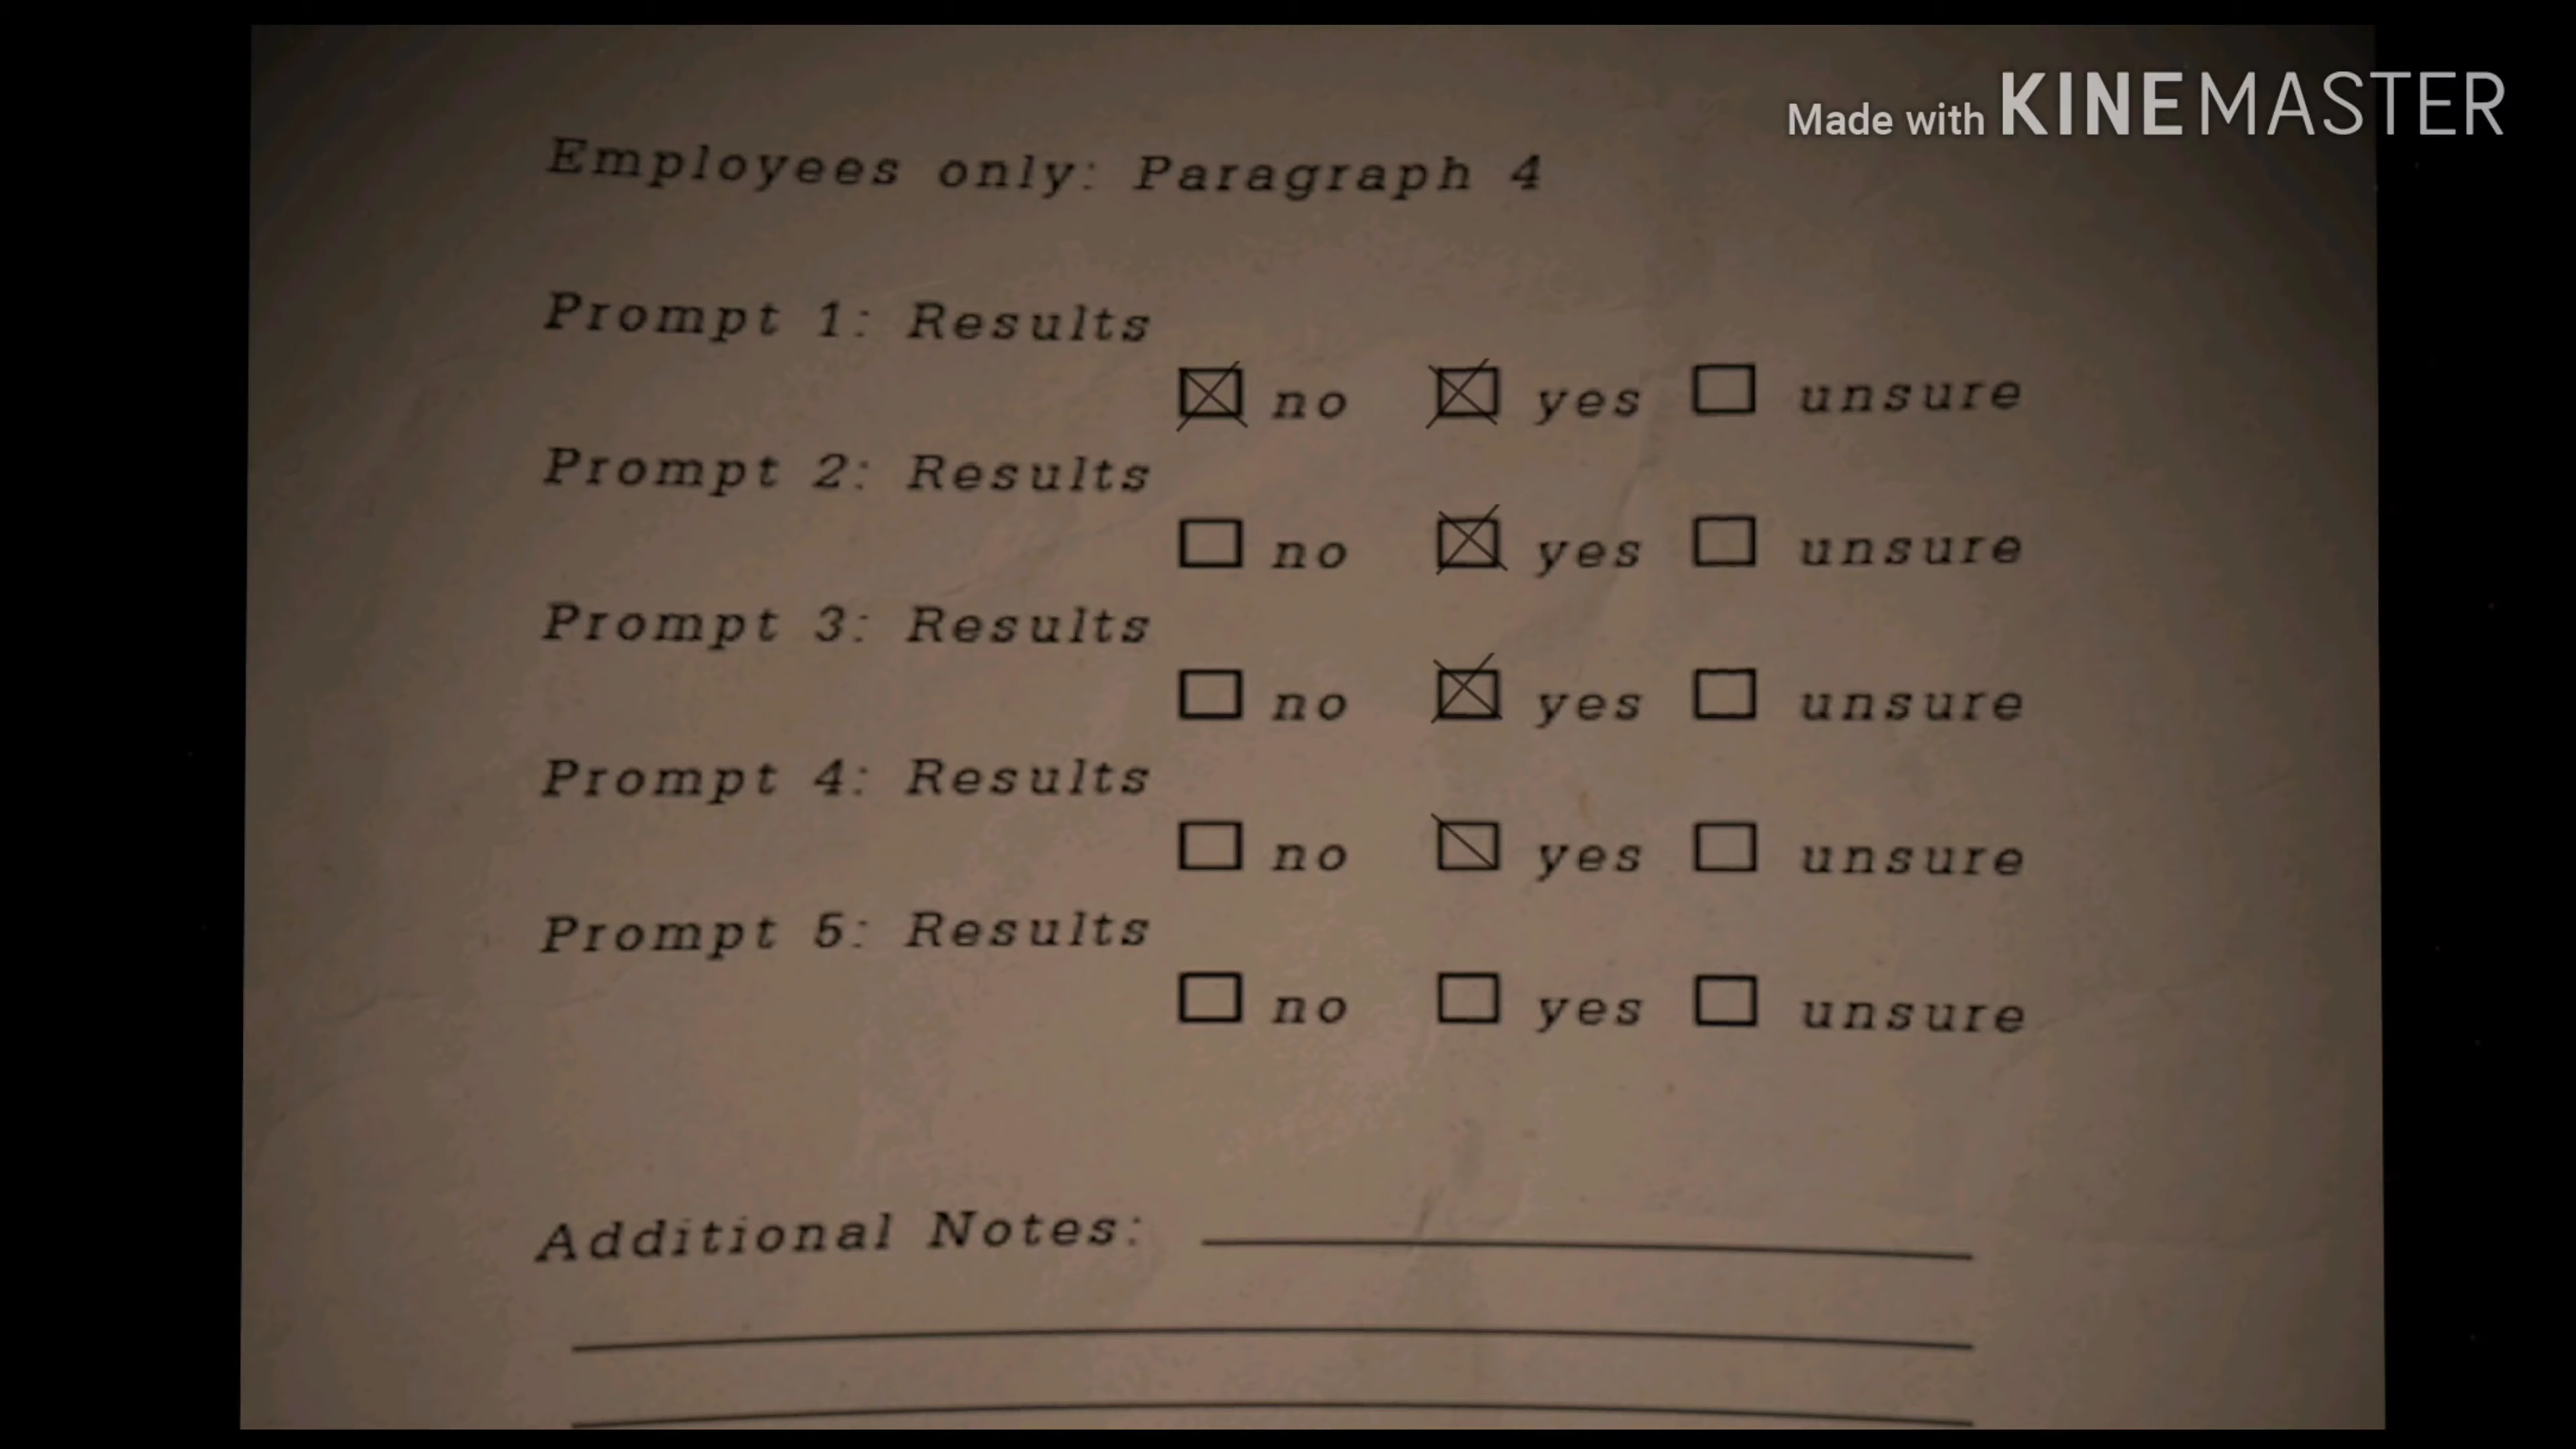 Made with KINEMASTER
Employees only: Paragraph 4
Prompt 1: Results
no yes unsure
Prompt 2: Results
no yes unsure
Prompt 3: Results
no yes unsure
Prompt 4: Results
no yes unsure
Prompt 5: Results
no yes unsure
Additional Notes: